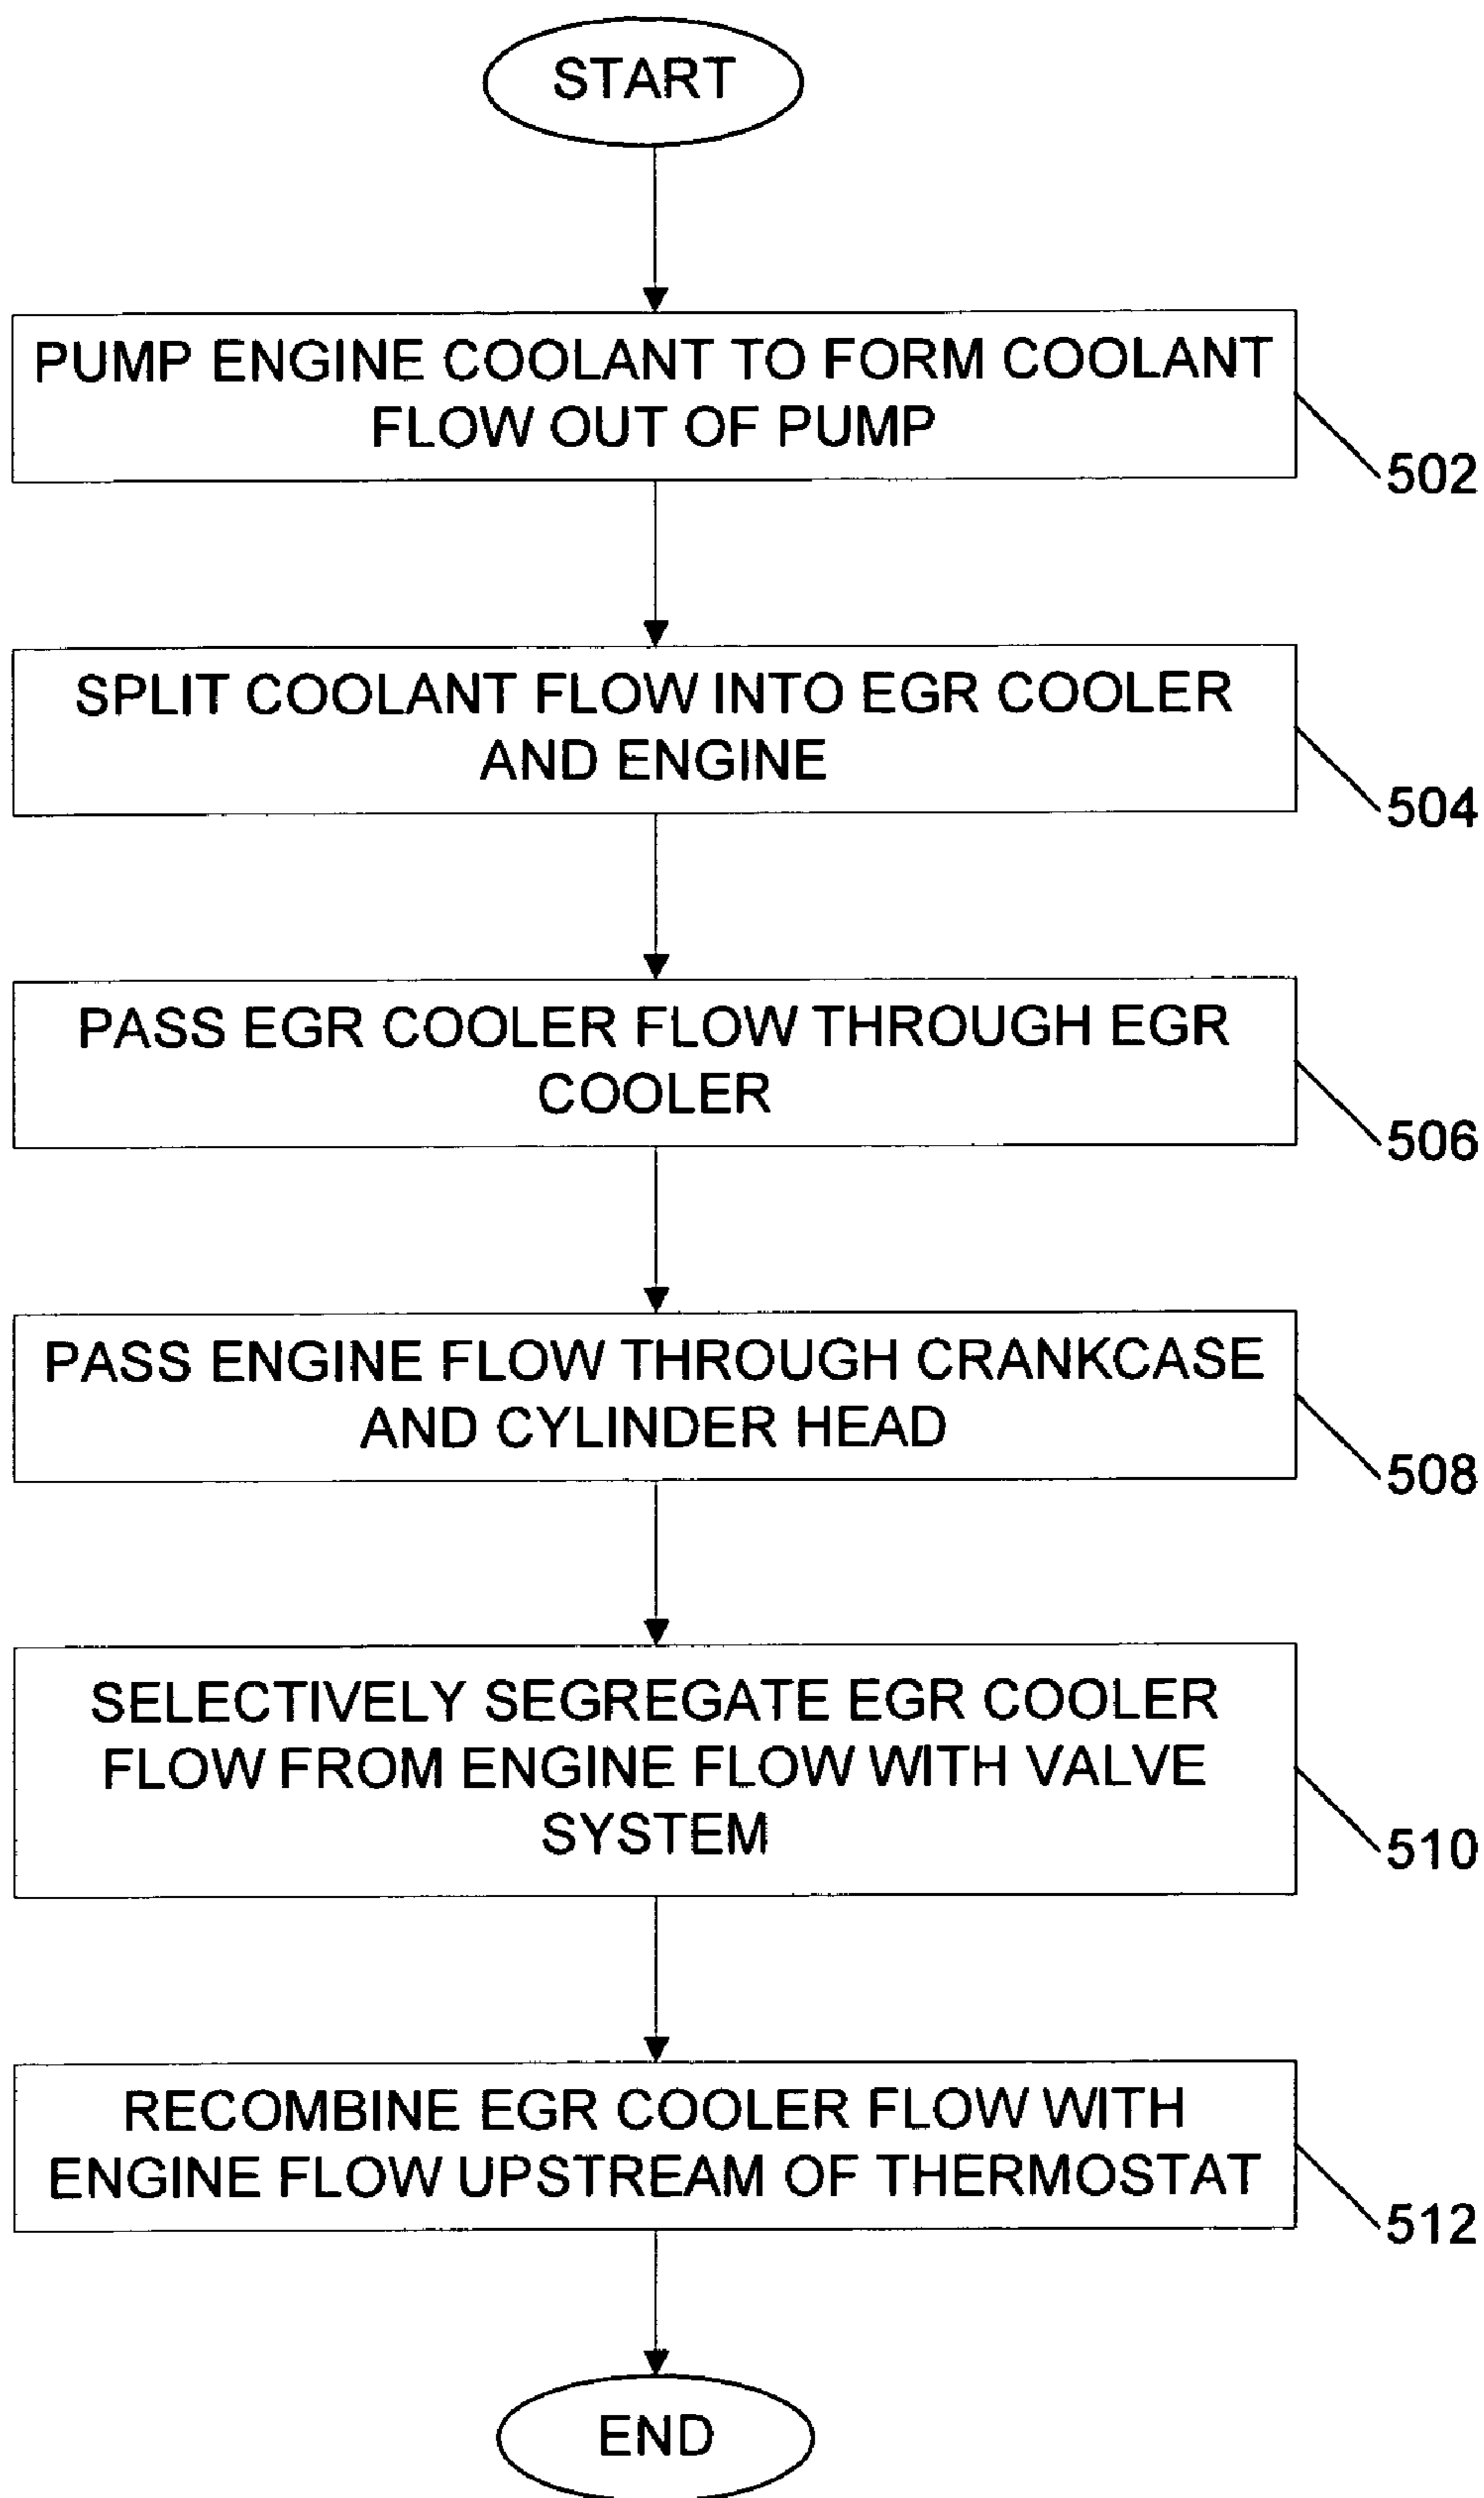 START
PUMP ENGINE COOLANT TO FORM COOLANT
FLOW OUT OF PUMP
502
SPLIT COOLANT FLOW INTO EGR COOLER
AND ENGINE
504
PASS EGR COOLER FLOW THROUGH EGR
COOLER
506
PASS ENGINE FLOW THROUGH CRANKCASE
AND CYLINDER HEAD
508
SELECTIVELY SEGREGATE EGR COOLER
FLOW FROM ENGINE FLOW WITH VALVE
SYSTEM
510
RECOMBINE EGR COOLER FLOW WITH
ENGINE FLOW UPSTREAM OF THERMOSTAT
512
END